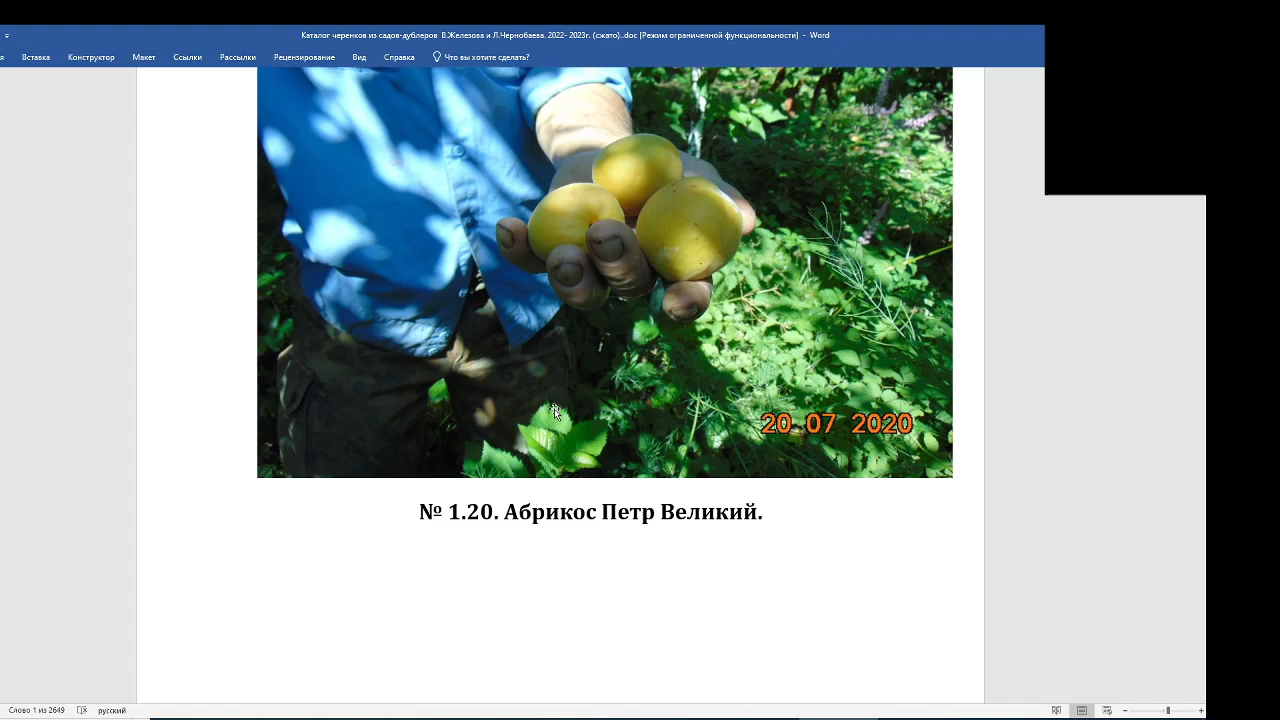 Каталог черенков из садов-дублеров В.Железова и Л.Чернобаева. 2022- 2023г. (сжато)..doc [Режим ограниченной функциональности] - Word
я Вставка Конструктор Макет Ссылки Рассылки Рецензирование Вид Справка Что вы хотите сделать?
20 07 2020
№ 1.20. Абрикос Петр Великий.
Слово 1 из 2649 русский